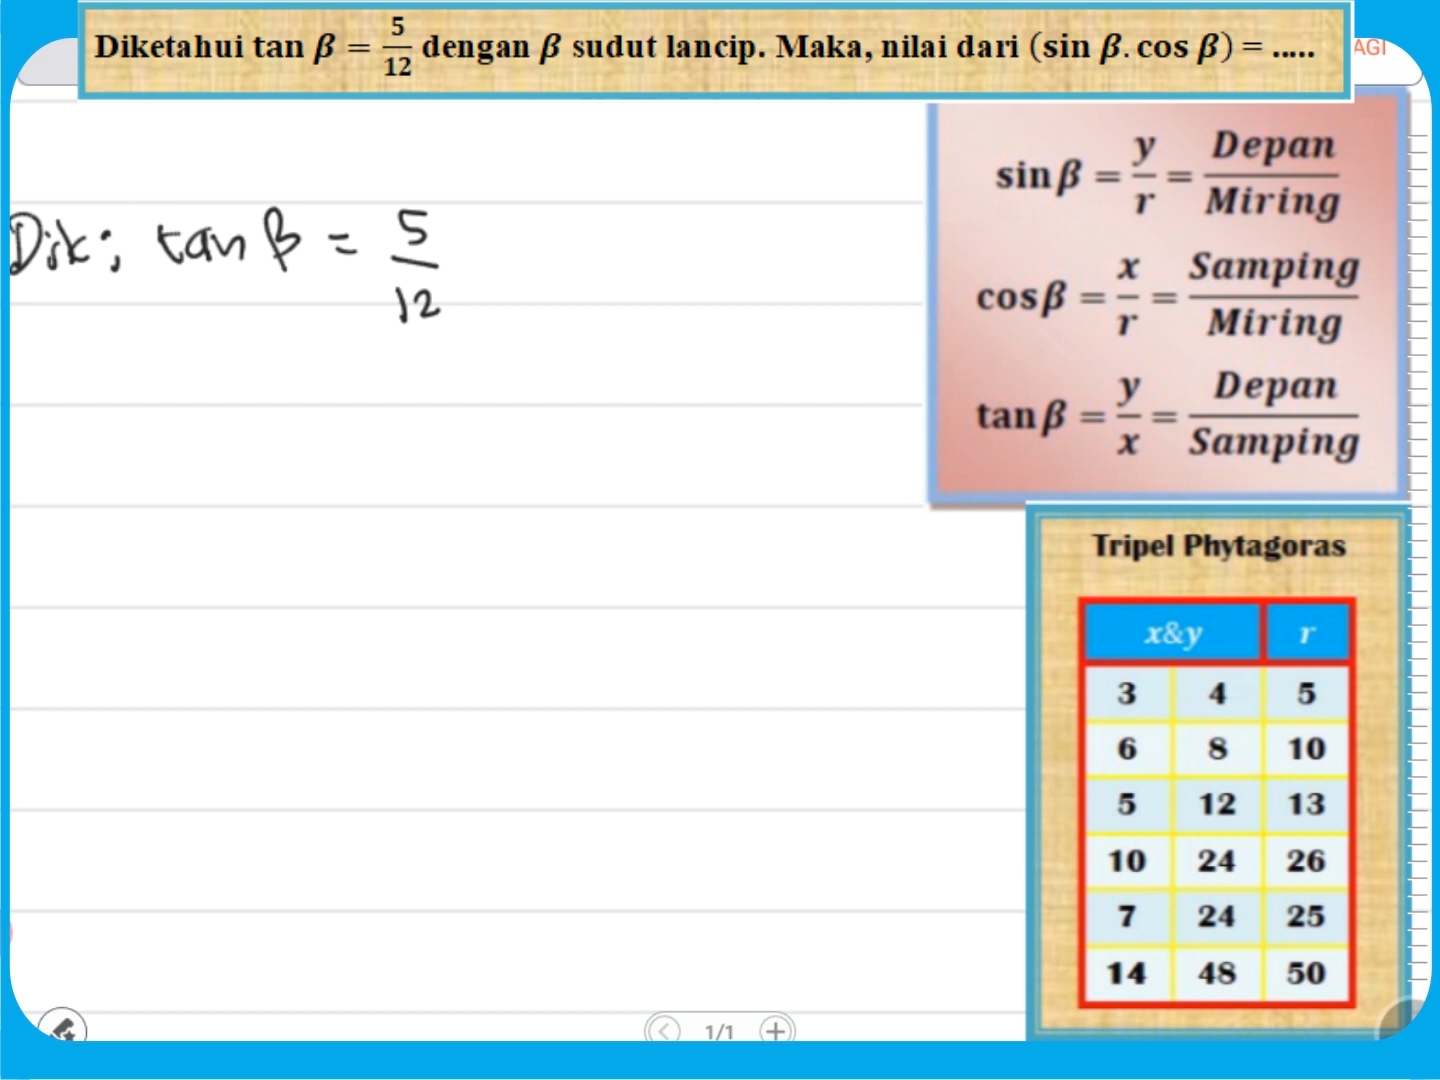 Diketahui tan β = 5/12 dengan β sudut lancip. Maka, nilai dari (sin β. cos β) = .....
AGI
Dik; tan β = 5/12
sin β = y/r = Depan/Miring
cos β = x/r = Samping/Miring
tan β = y/x = Depan/Samping
Tripel Phytagoras
x&y r
3 4 5
6 8 10
5 12 13
10 24 26
7 24 25
14 48 50
1/1